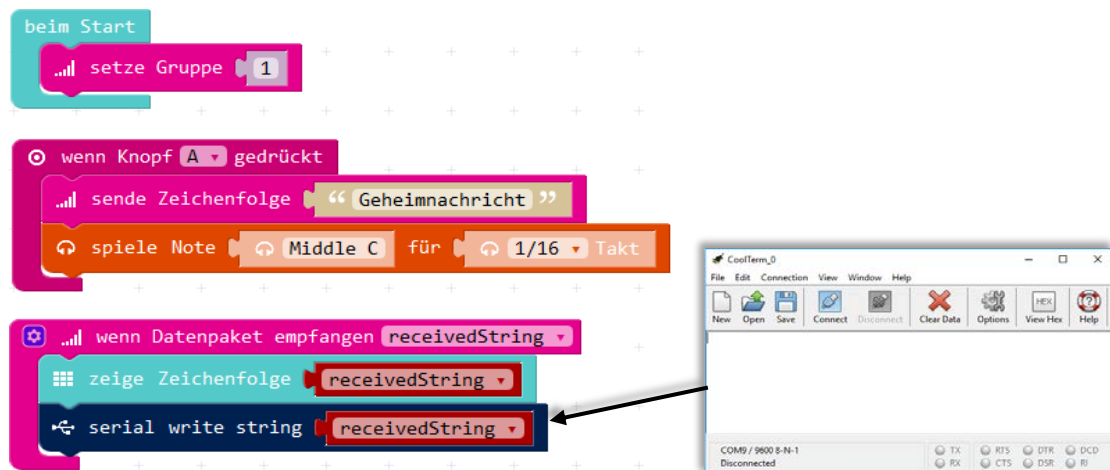 beim Start
setze Gruppe 1
wenn Knopf A gedrückt
sende Zeichenfolge “ Geheimnachricht ”
spiele Note Middle C für 1/16 Takt
wenn Datenpaket empfangen receivedString
zeige Zeichenfolge receivedString
serial write string receivedString
CoolTerm_0
File Edit Connection View Window Help
HEX
New Open Save Connect Disconnect Clear Data Options View Hex Help
COM9 / 9600 8-N-1
Disconnected
TX RTS DTR DCD
RX CTS DSR RI